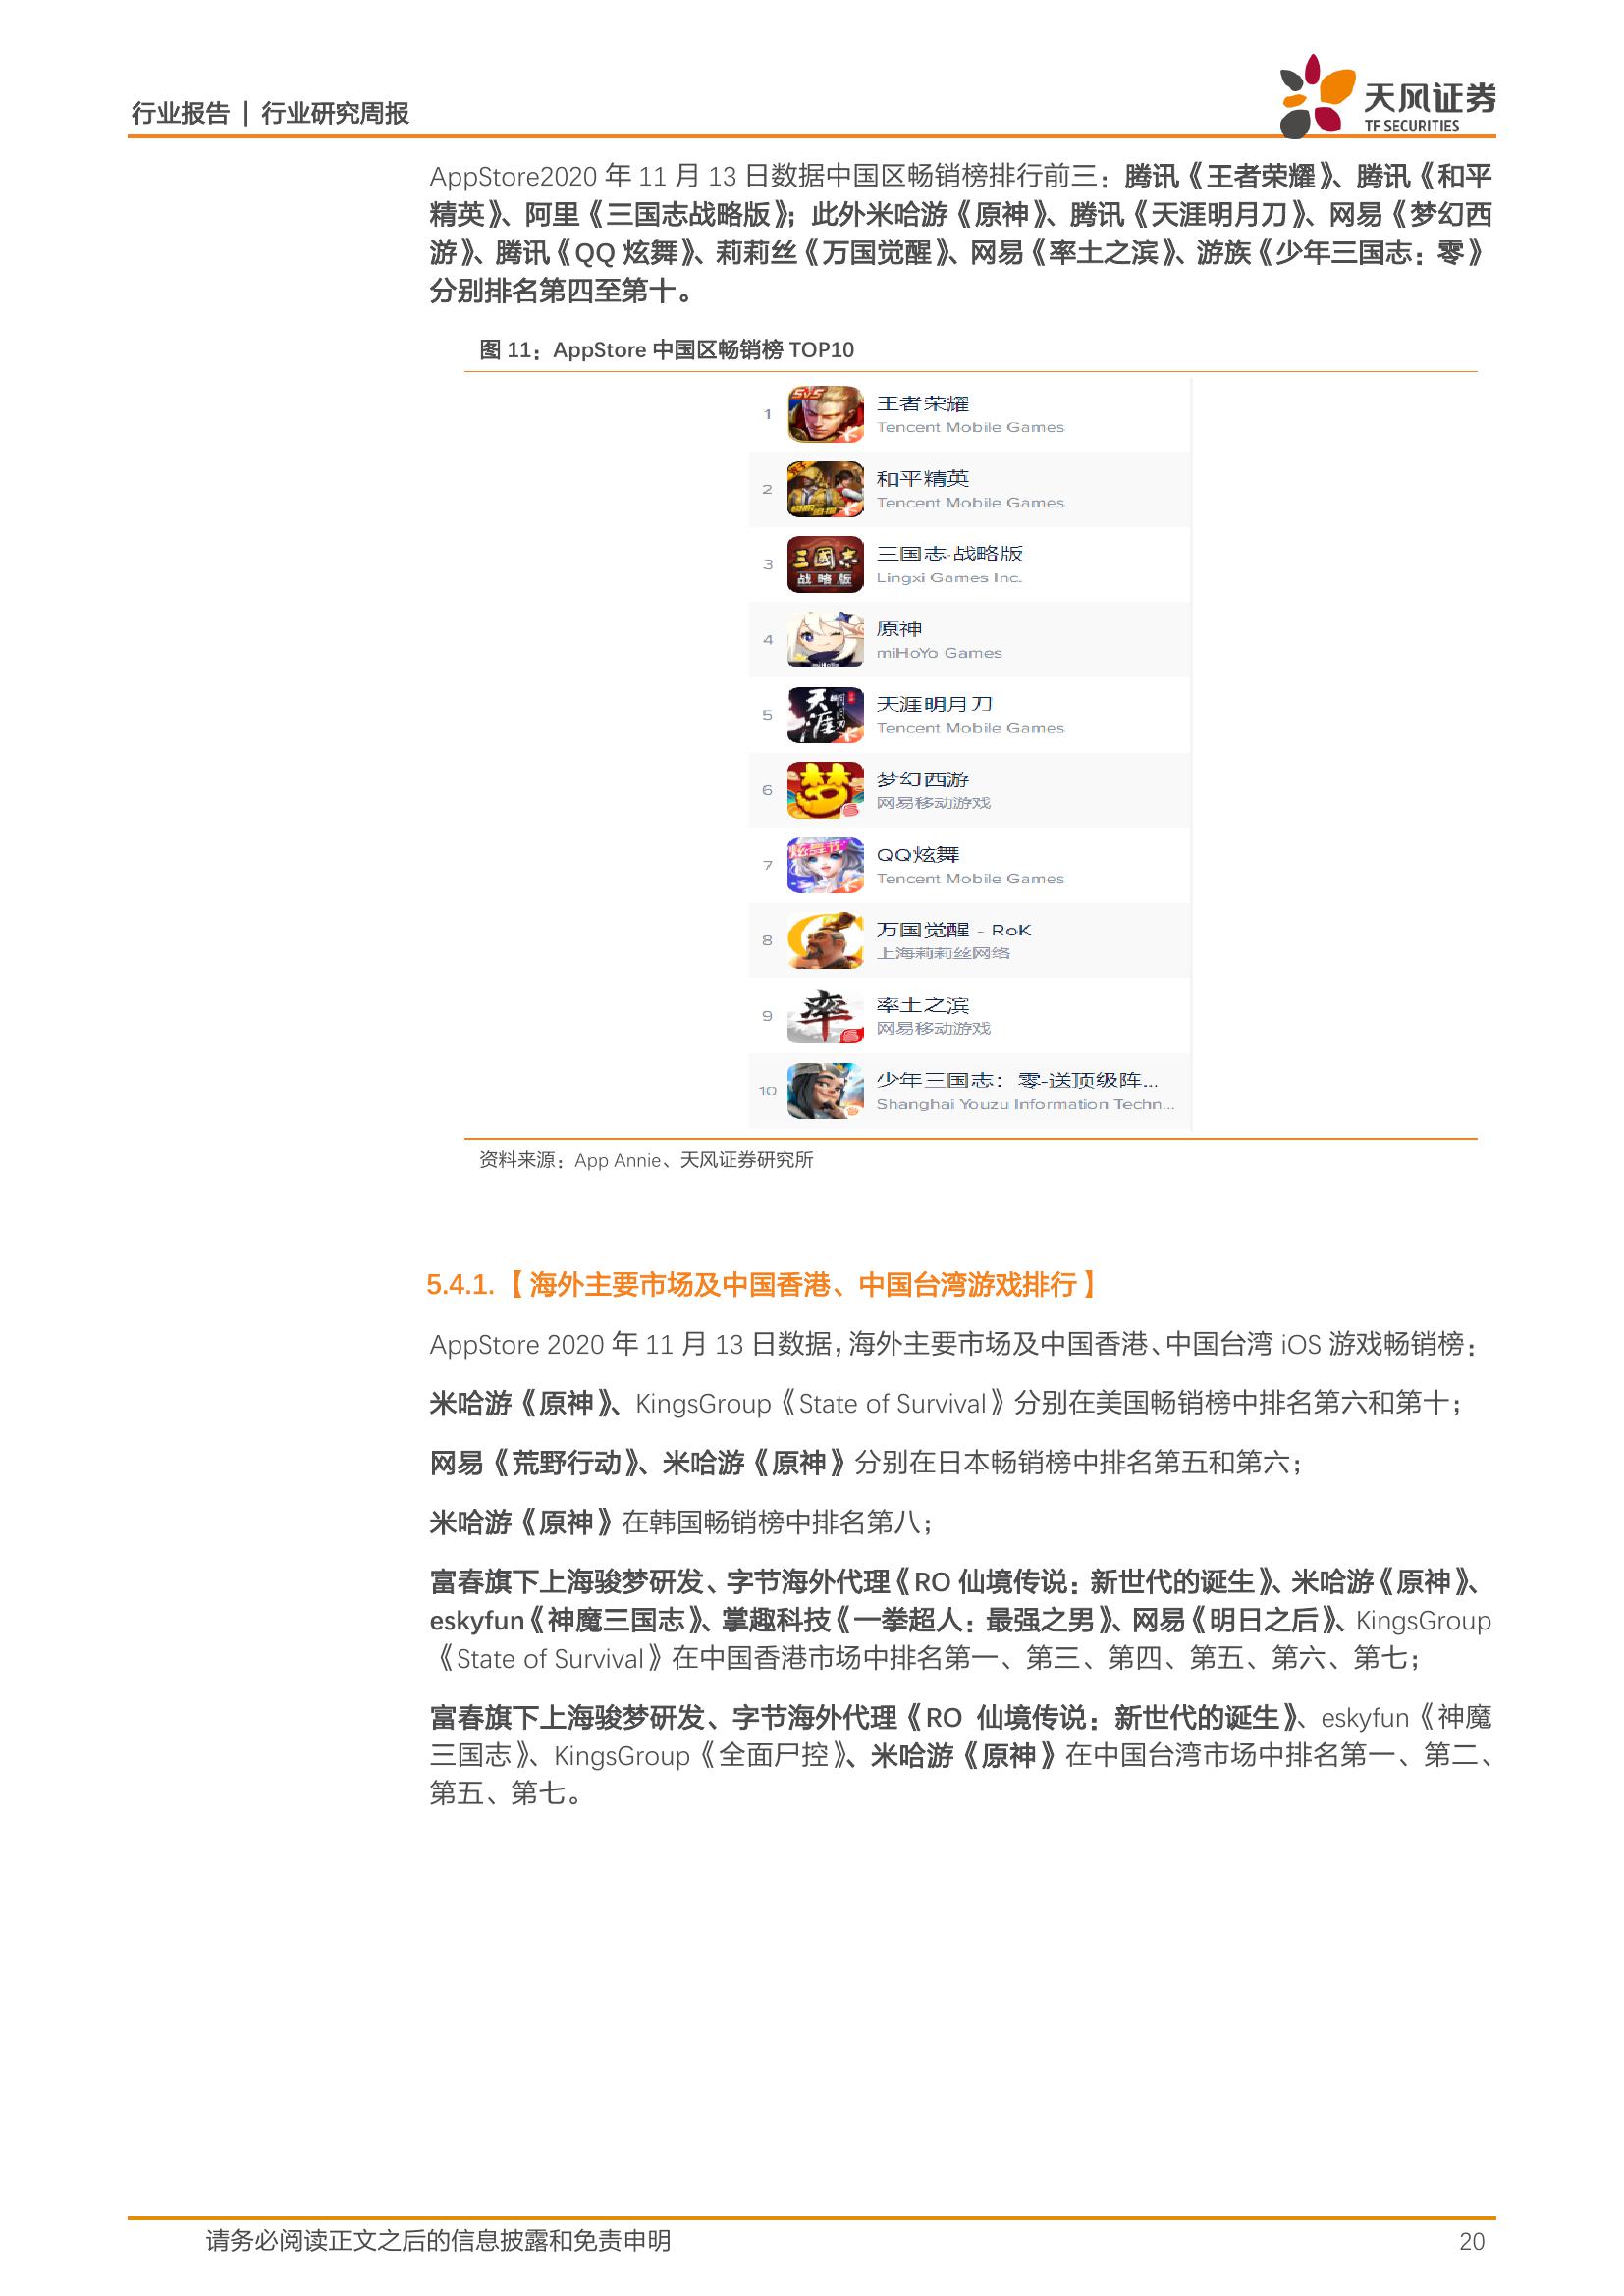 行业报告 | 行业研究周报
天风证券
TF SECURITIES
AppStore2020 年 11 月 13 日数据中国区畅销榜排行前三：腾讯《王者荣耀》、腾讯《和平
精英》、阿里《三国志战略版》；此外米哈游《原神》、腾讯《天涯明月刀》、网易《梦幻西
游》、腾讯《QQ 炫舞》、莉莉丝《万国觉醒》、网易《率土之滨》、游族《少年三国志：零》
分别排名第四至第十。
图 11：AppStore 中国区畅销榜 TOP10
1
王者荣耀
Tencent Mobile Games
2
和平精英
Tencent Mobile Games
3
三國志
战略版
三国志·战略版
Lingxi Games Inc.
4
原神
miHoYo Games
5
天涯明月刀
Tencent Mobile Games
6
梦
梦幻西游
网易移动游戏
7
QQ炫舞
Tencent Mobile Games
8
万国觉醒 - RoK
上海莉莉丝网络
9
率
率土之滨
网易移动游戏
10
少年三国志：零-送顶级阵...
Shanghai Youzu Information Techn...
资料来源：App Annie、天风证券研究所
5.4.1.【海外主要市场及中国香港、中国台湾游戏排行】
AppStore 2020 年 11 月 13 日数据，海外主要市场及中国香港、中国台湾 iOS 游戏畅销榜：
米哈游《原神》、KingsGroup《State of Survival》分别在美国畅销榜中排名第六和第十；
网易《荒野行动》、米哈游《原神》分别在日本畅销榜中排名第五和第六；
米哈游《原神》在韩国畅销榜中排名第八；
富春旗下上海骏梦研发、字节海外代理《RO 仙境传说：新世代的诞生》、米哈游《原神》、
eskyfun《神魔三国志》、掌趣科技《一拳超人：最强之男》、网易《明日之后》、KingsGroup
《State of Survival》在中国香港市场中排名第一、第三、第四、第五、第六、第七；
富春旗下上海骏梦研发、字节海外代理《RO 仙境传说：新世代的诞生》、eskyfun《神魔
三国志》、KingsGroup《全面尸控》、米哈游《原神》在中国台湾市场中排名第一、第二、
第五、第七。
请务必阅读正文之后的信息披露和免责申明
20